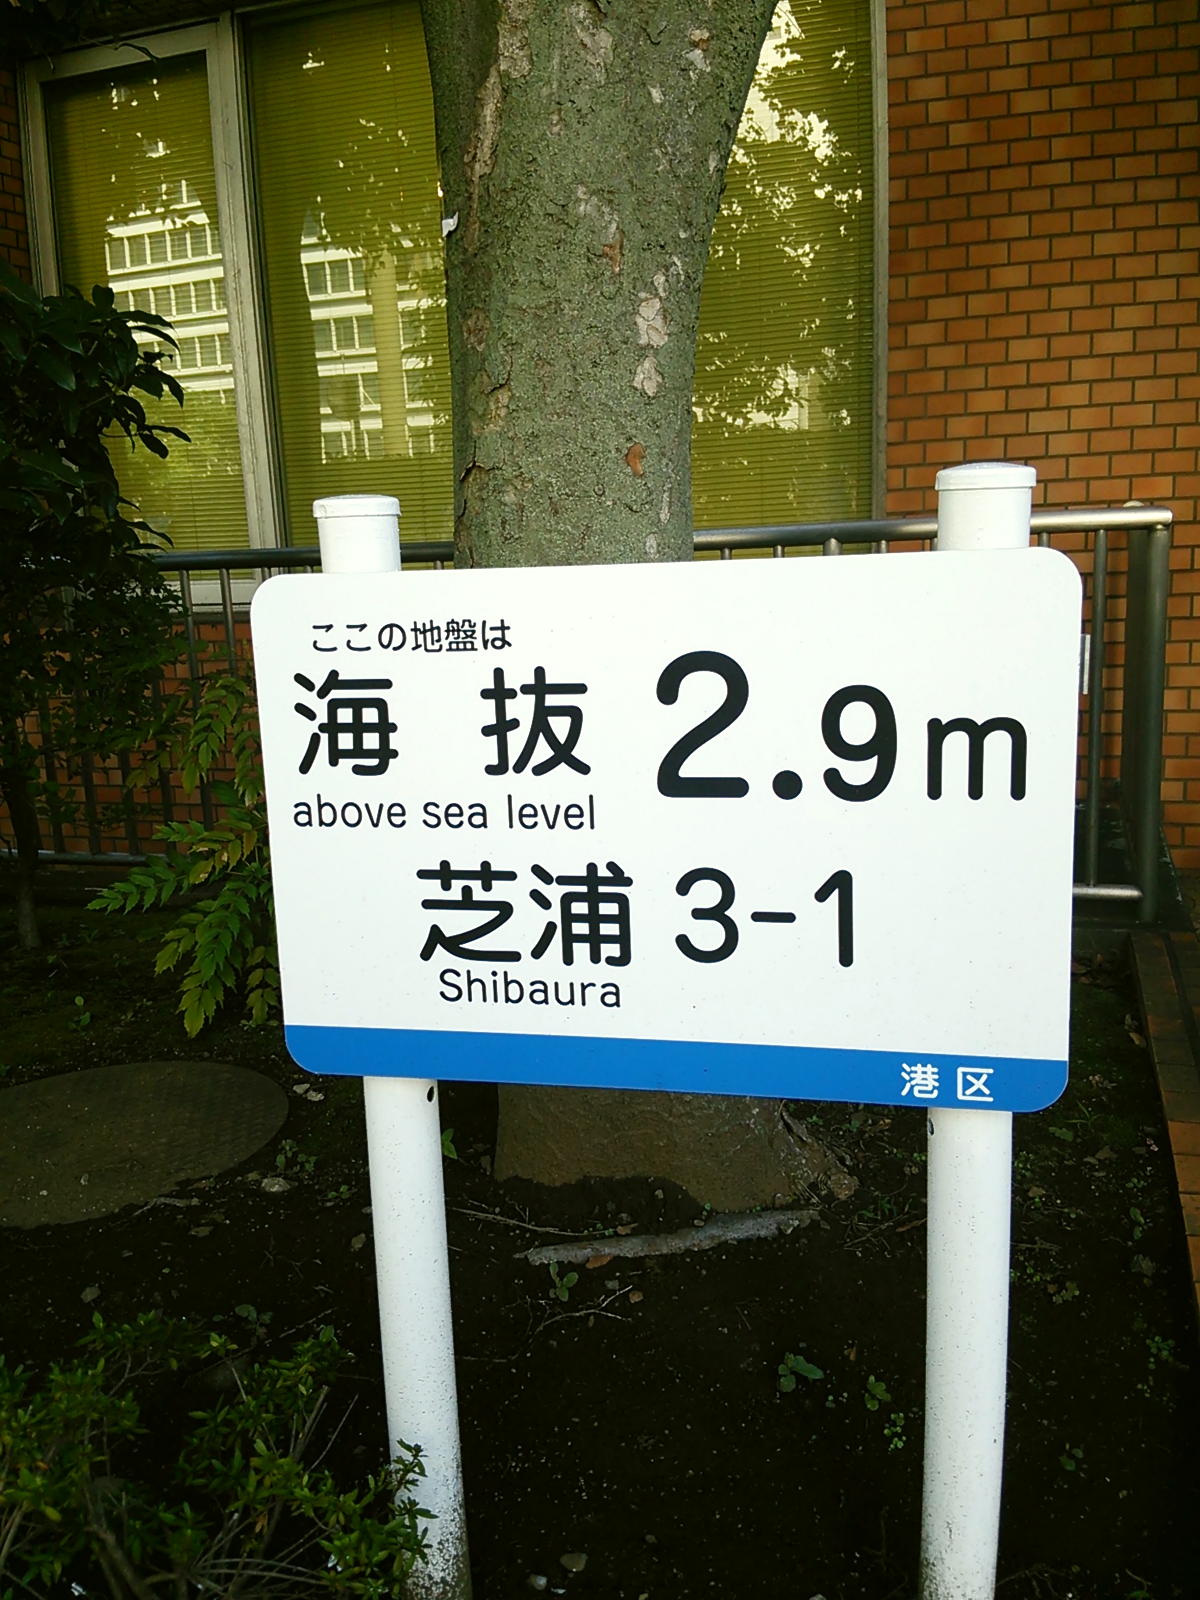 ここの地盤は
海抜 2.9m
above sea level
芝浦 3-1
Shibaura
港区